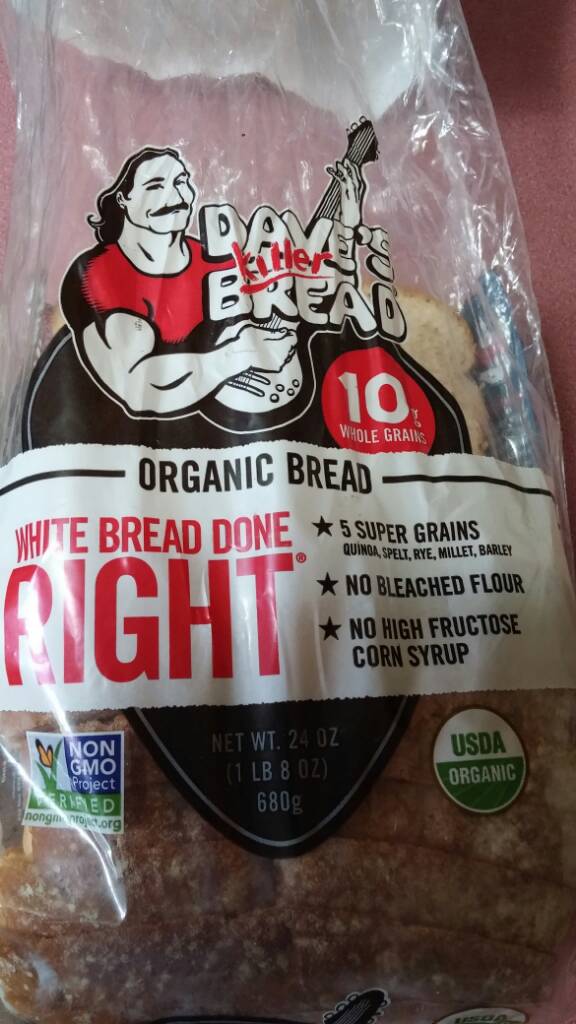 DAVE'S
killer
BREAD
10g
WHOLE GRAINS
ORGANIC BREAD
WHITE BREAD DONE
RIGHT®
★ 5 SUPER GRAINS
QUINOA, SPELT, RYE, MILLET, BARLEY
★ NO BLEACHED FLOUR
★ NO HIGH FRUCTOSE
CORN SYRUP
NET WT. 24 OZ
(1 LB 8 OZ)
680g
NON
GMO
Project
VERIFIED
nongmoproject.org
USDA
ORGANIC
USDA